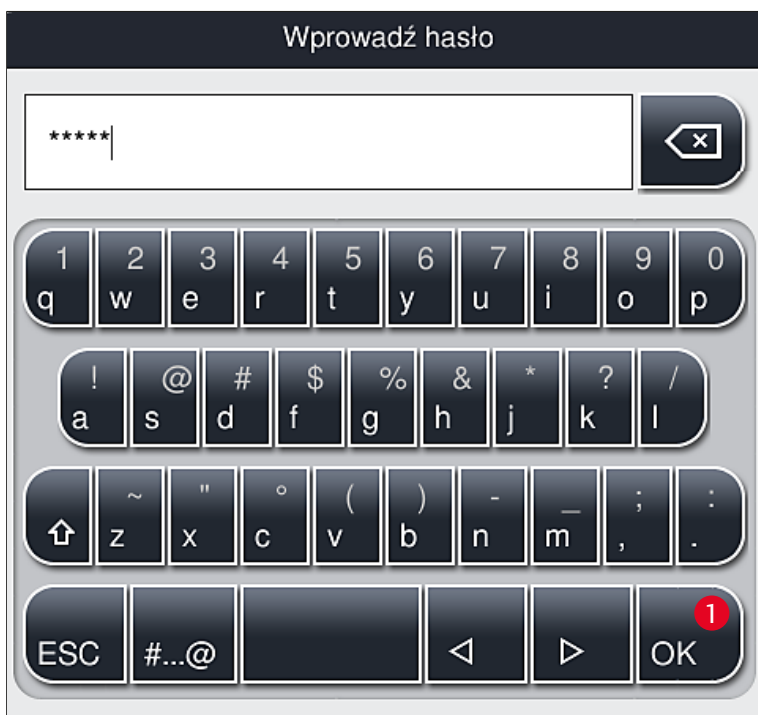 Wprowadź hasło
*****
1 2 3 4 5 6 7 8 9 0
q w e r t y u i o p
! @ # $ % & * ? /
a s d f g h j k l
~ " ° ( ) - _ ; :
z x c v b n m , .
1
ESC #...@ OK